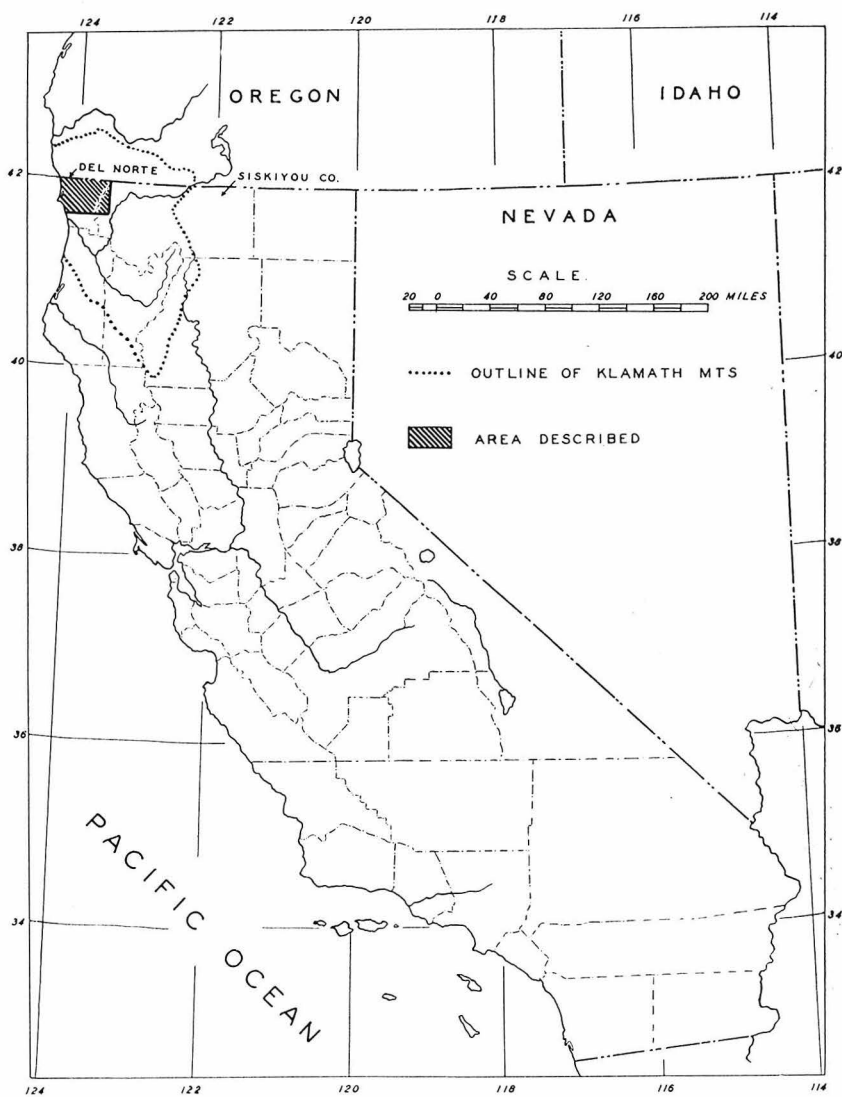 124 122 120 118 116 114
OREGON IDAHO
DEL NORTE
SISKIYOU CO.
42 42
NEVADA
SCALE
20 0 40 80 120 160 200 MILES
40 40
OUTLINE OF KLAMATH MTS
AREA DESCRIBED
38 38
36 36
PACIFIC OCEAN
34 34
124 122 120 118 116 114